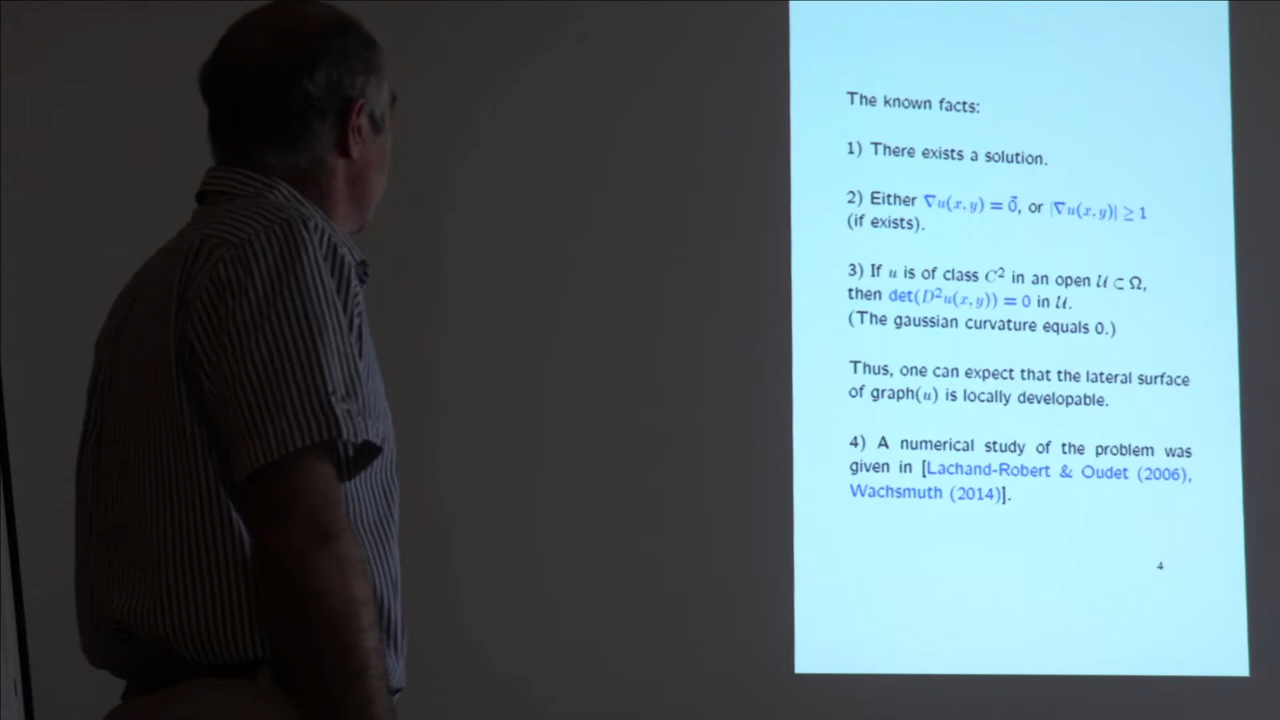 The known facts:
1) There exists a solution.
2) Either ∇u(x, y) = 0⃗, or |∇u(x, y)| ≥ 1
(if exists).
3) If u is of class C² in an open 𝒰 ⊂ Ω,
then det(D²u(x, y)) = 0 in 𝒰.
(The gaussian curvature equals 0.)
Thus, one can expect that the lateral surface
of graph(u) is locally developable.
4) A numerical study of the problem was
given in [Lachand-Robert & Oudet (2006),
Wachsmuth (2014)].
4